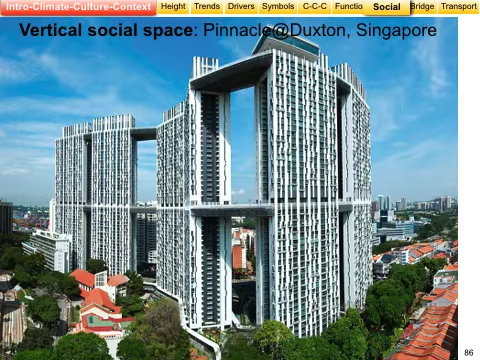 Intro-Climate-Culture-Context Height Trends Drivers Symbols C-C-C Functio Social Bridge Transport
Vertical social space: Pinnacle@Duxton, Singapore
86